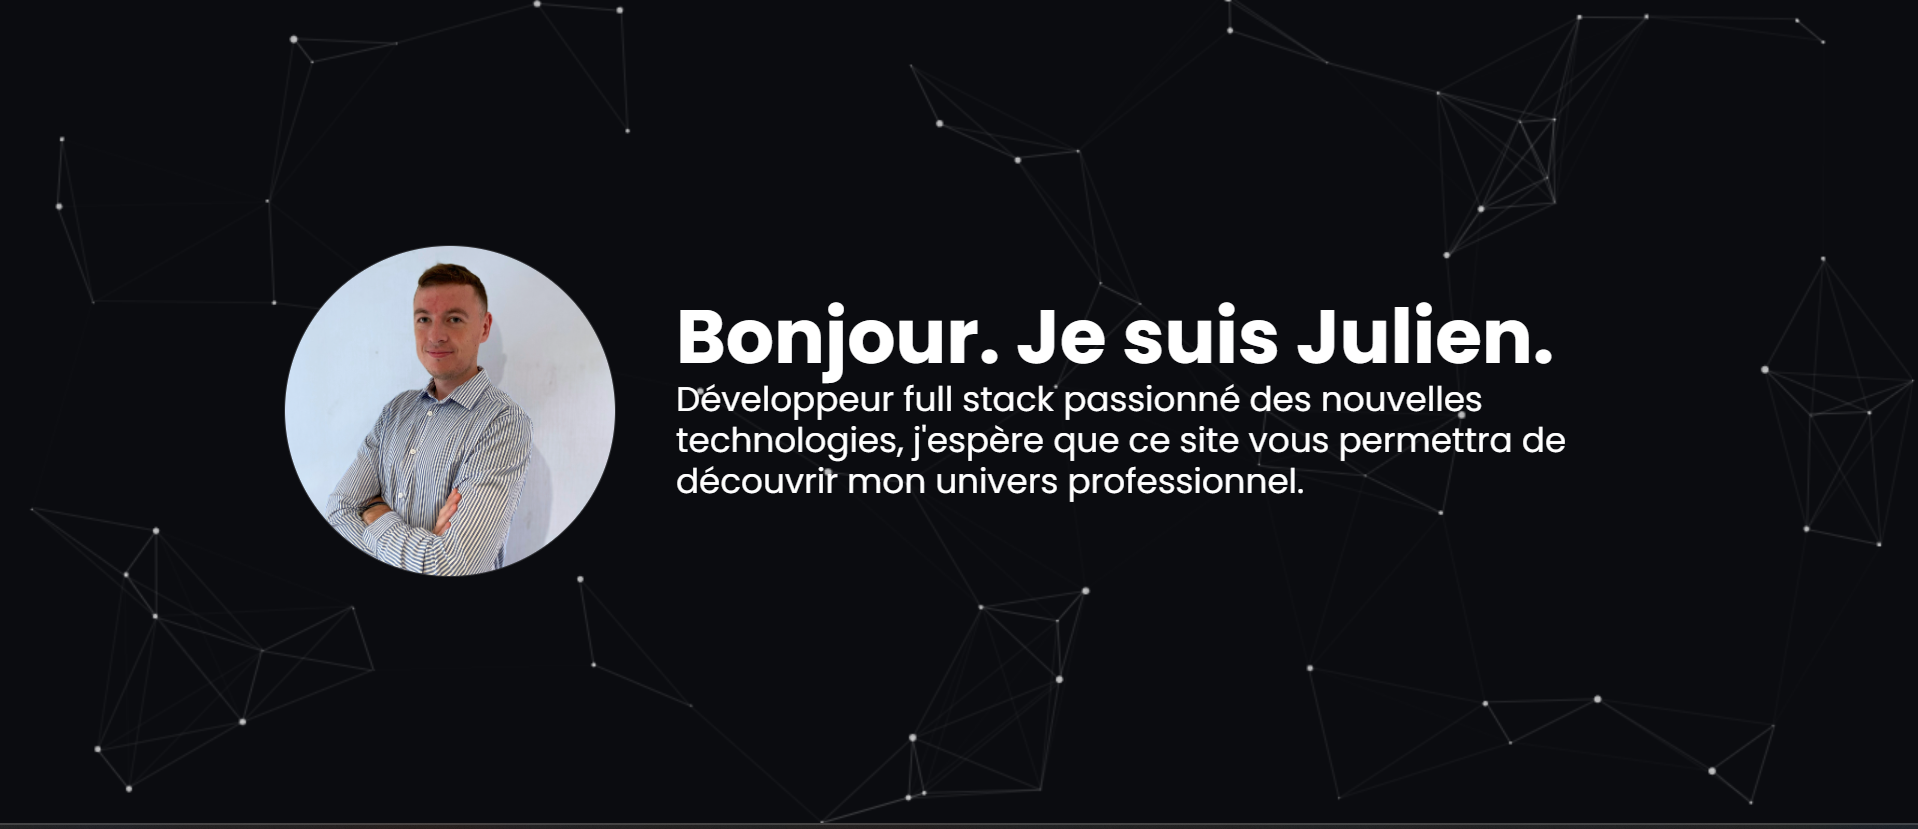 Bonjour. Je suis Julien.
Développeur full stack passionné des nouvelles
technologies, j'espère que ce site vous permettra de
découvrir mon univers professionnel.